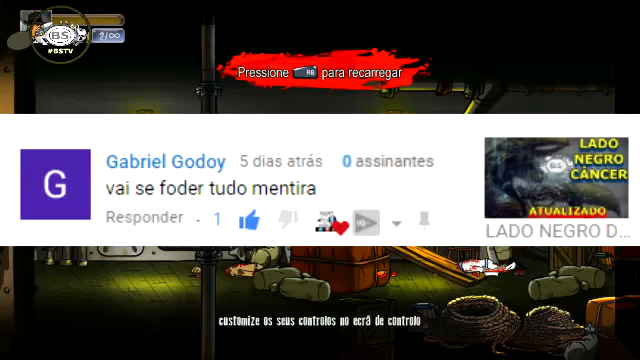 BS
#BSTV
2/∞
Pressione RB para recarregar
G
Gabriel Godoy 5 dias atrás 0 assinantes
vai se foder tudo mentira
Responder · 1
LADO
NEGRO
CÂNCER
BS
ATUALIZADO
LADO NEGRO D...
customize os seus controlos no ecrã de controlo